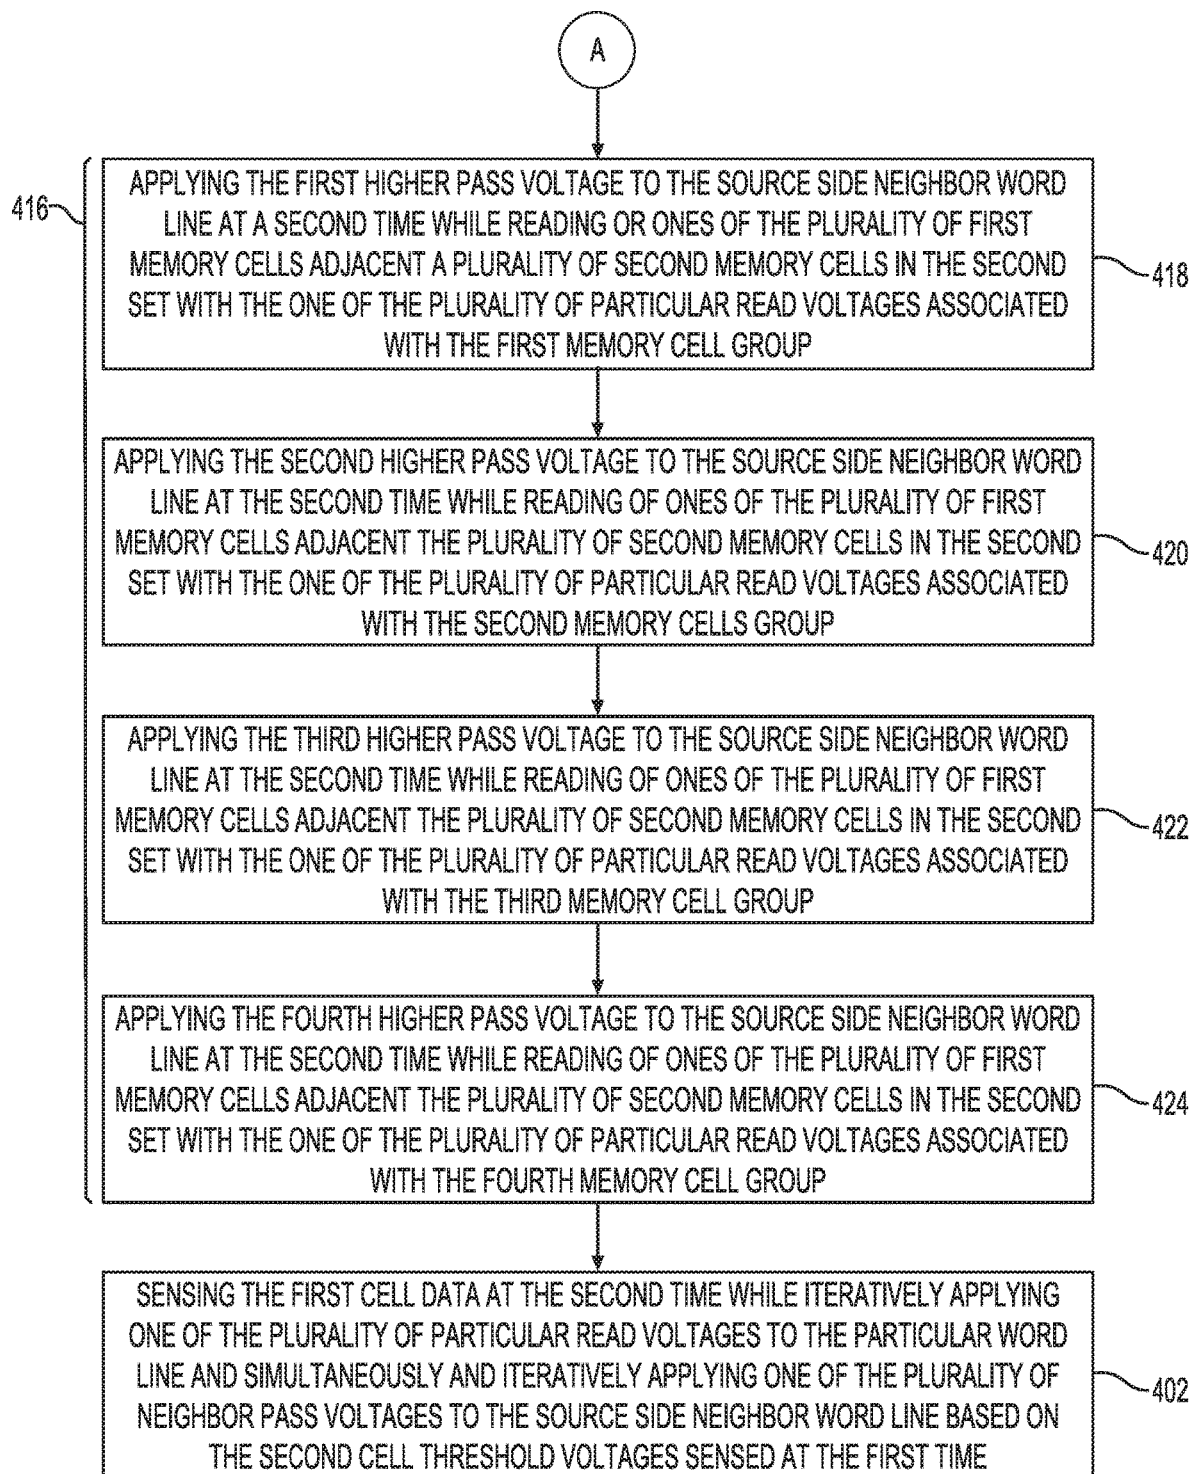 A
416
APPLYING THE FIRST HIGHER PASS VOLTAGE TO THE SOURCE SIDE NEIGHBOR WORD
LINE AT A SECOND TIME WHILE READING OR ONES OF THE PLURALITY OF FIRST
MEMORY CELLS ADJACENT A PLURALITY OF SECOND MEMORY CELLS IN THE SECOND
SET WITH THE ONE OF THE PLURALITY OF PARTICULAR READ VOLTAGES ASSOCIATED
WITH THE FIRST MEMORY CELL GROUP
418
APPLYING THE SECOND HIGHER PASS VOLTAGE TO THE SOURCE SIDE NEIGHBOR WORD
LINE AT THE SECOND TIME WHILE READING OF ONES OF THE PLURALITY OF FIRST
MEMORY CELLS ADJACENT THE PLURALITY OF SECOND MEMORY CELLS IN THE SECOND
SET WITH THE ONE OF THE PLURALITY OF PARTICULAR READ VOLTAGES ASSOCIATED
WITH THE SECOND MEMORY CELLS GROUP
420
APPLYING THE THIRD HIGHER PASS VOLTAGE TO THE SOURCE SIDE NEIGHBOR WORD
LINE AT THE SECOND TIME WHILE READING OF ONES OF THE PLURALITY OF FIRST
MEMORY CELLS ADJACENT THE PLURALITY OF SECOND MEMORY CELLS IN THE SECOND
SET WITH THE ONE OF THE PLURALITY OF PARTICULAR READ VOLTAGES ASSOCIATED
WITH THE THIRD MEMORY CELL GROUP
422
APPLYING THE FOURTH HIGHER PASS VOLTAGE TO THE SOURCE SIDE NEIGHBOR WORD
LINE AT THE SECOND TIME WHILE READING OF ONES OF THE PLURALITY OF FIRST
MEMORY CELLS ADJACENT THE PLURALITY OF SECOND MEMORY CELLS IN THE SECOND
SET WITH THE ONE OF THE PLURALITY OF PARTICULAR READ VOLTAGES ASSOCIATED
WITH THE FOURTH MEMORY CELL GROUP
424
SENSING THE FIRST CELL DATA AT THE SECOND TIME WHILE ITERATIVELY APPLYING
ONE OF THE PLURALITY OF PARTICULAR READ VOLTAGES TO THE PARTICULAR WORD
LINE AND SIMULTANEOUSLY AND ITERATIVELY APPLYING ONE OF THE PLURALITY OF
NEIGHBOR PASS VOLTAGES TO THE SOURCE SIDE NEIGHBOR WORD LINE BASED ON
THE SECOND CELL THRESHOLD VOLTAGES SENSED AT THE FIRST TIME
402